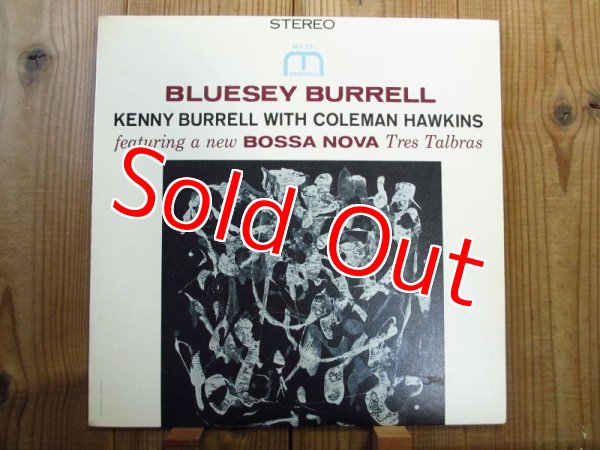 STEREO
BLUESEY BURRELL
KENNY BURRELL WITH COLEMAN HAWKINS
featuring a new BOSSA NOVA Tres Talbras
Sold Out